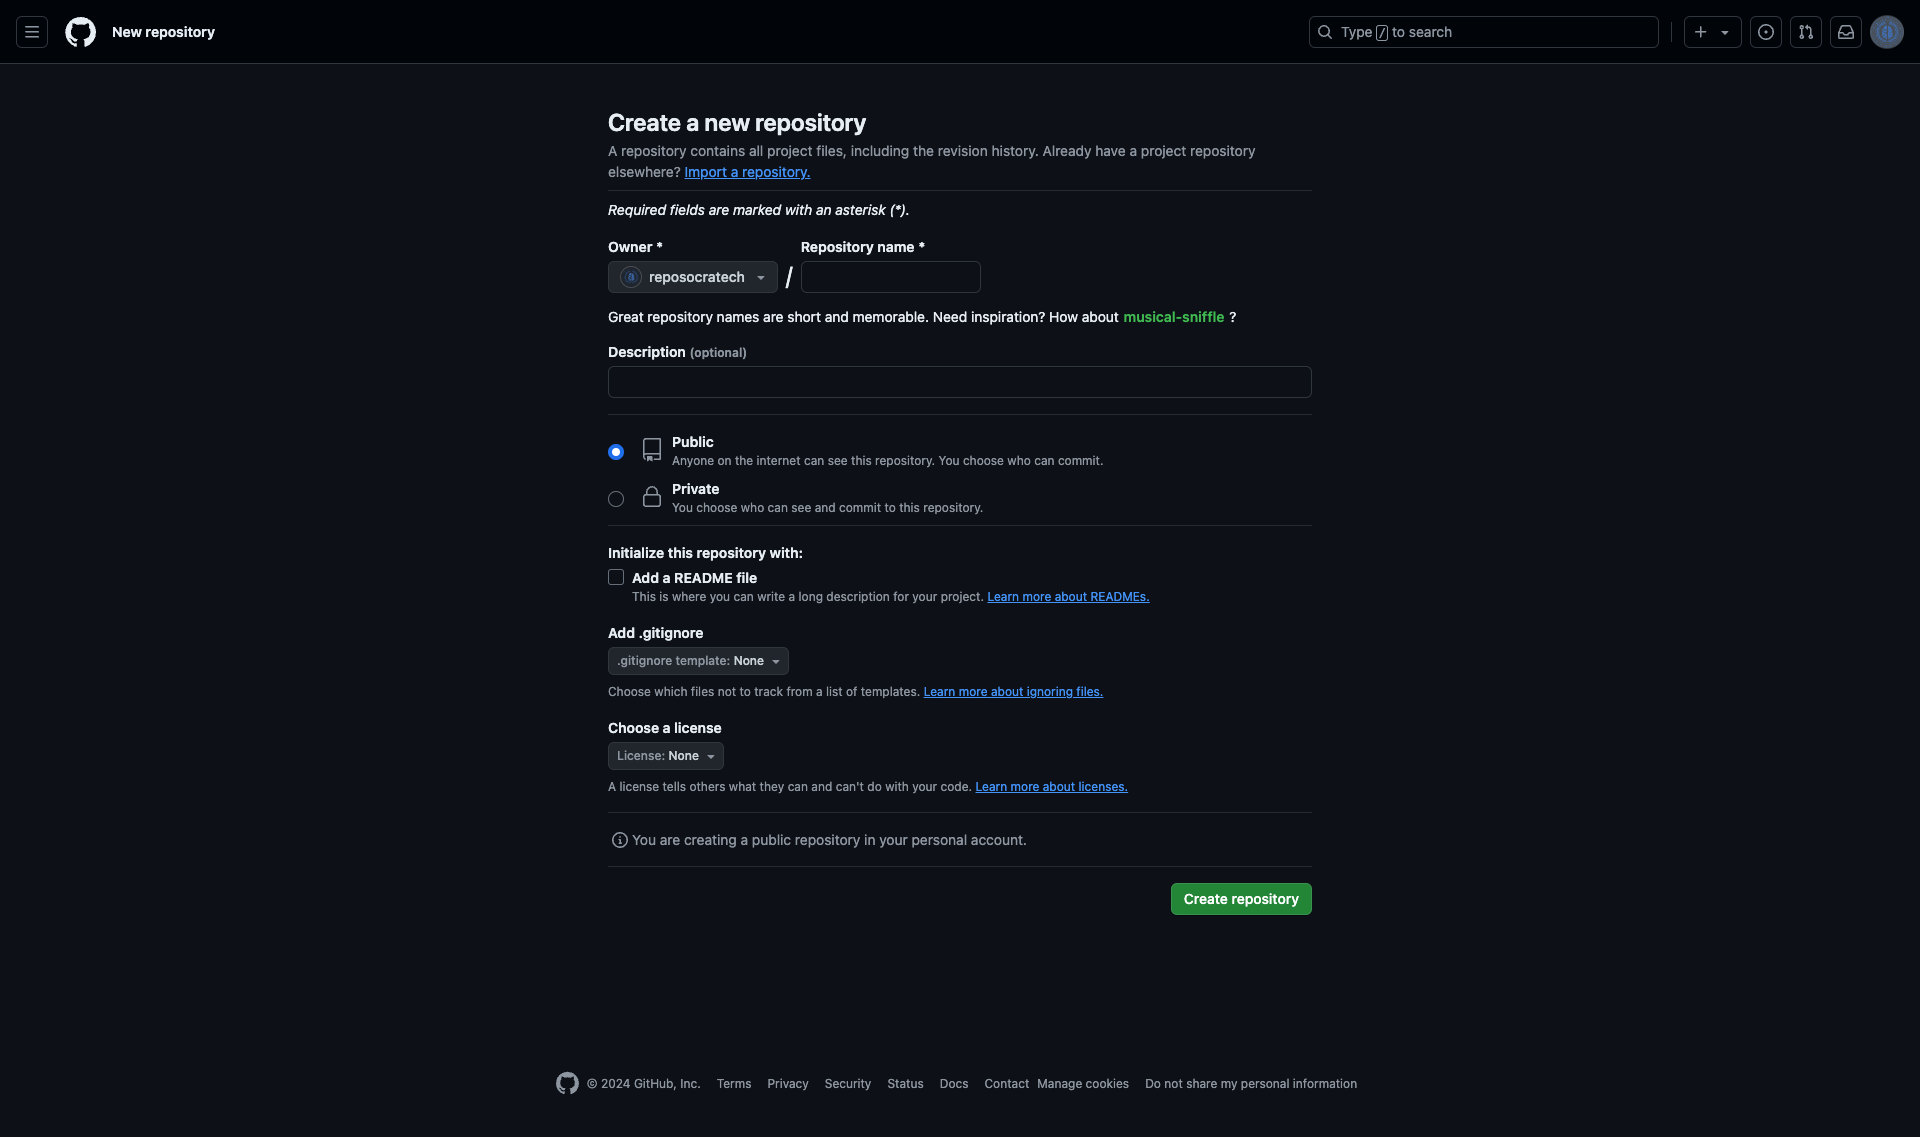 New repository
Type / to search
Create a new repository
A repository contains all project files, including the revision history. Already have a project repository
elsewhere? Import a repository.
Required fields are marked with an asterisk (*).
Owner *
Repository name *
reposocratech
/
Great repository names are short and memorable. Need inspiration? How about musical-sniffle ?
Description (optional)
Public
Anyone on the internet can see this repository. You choose who can commit.
Private
You choose who can see and commit to this repository.
Initialize this repository with:
Add a README file
This is where you can write a long description for your project. Learn more about READMEs.
Add .gitignore
.gitignore template: None
Choose which files not to track from a list of templates. Learn more about ignoring files.
Choose a license
License: None
A license tells others what they can and can't do with your code. Learn more about licenses.
You are creating a public repository in your personal account.
Create repository
© 2024 GitHub, Inc. Terms Privacy Security Status Docs Contact Manage cookies Do not share my personal information